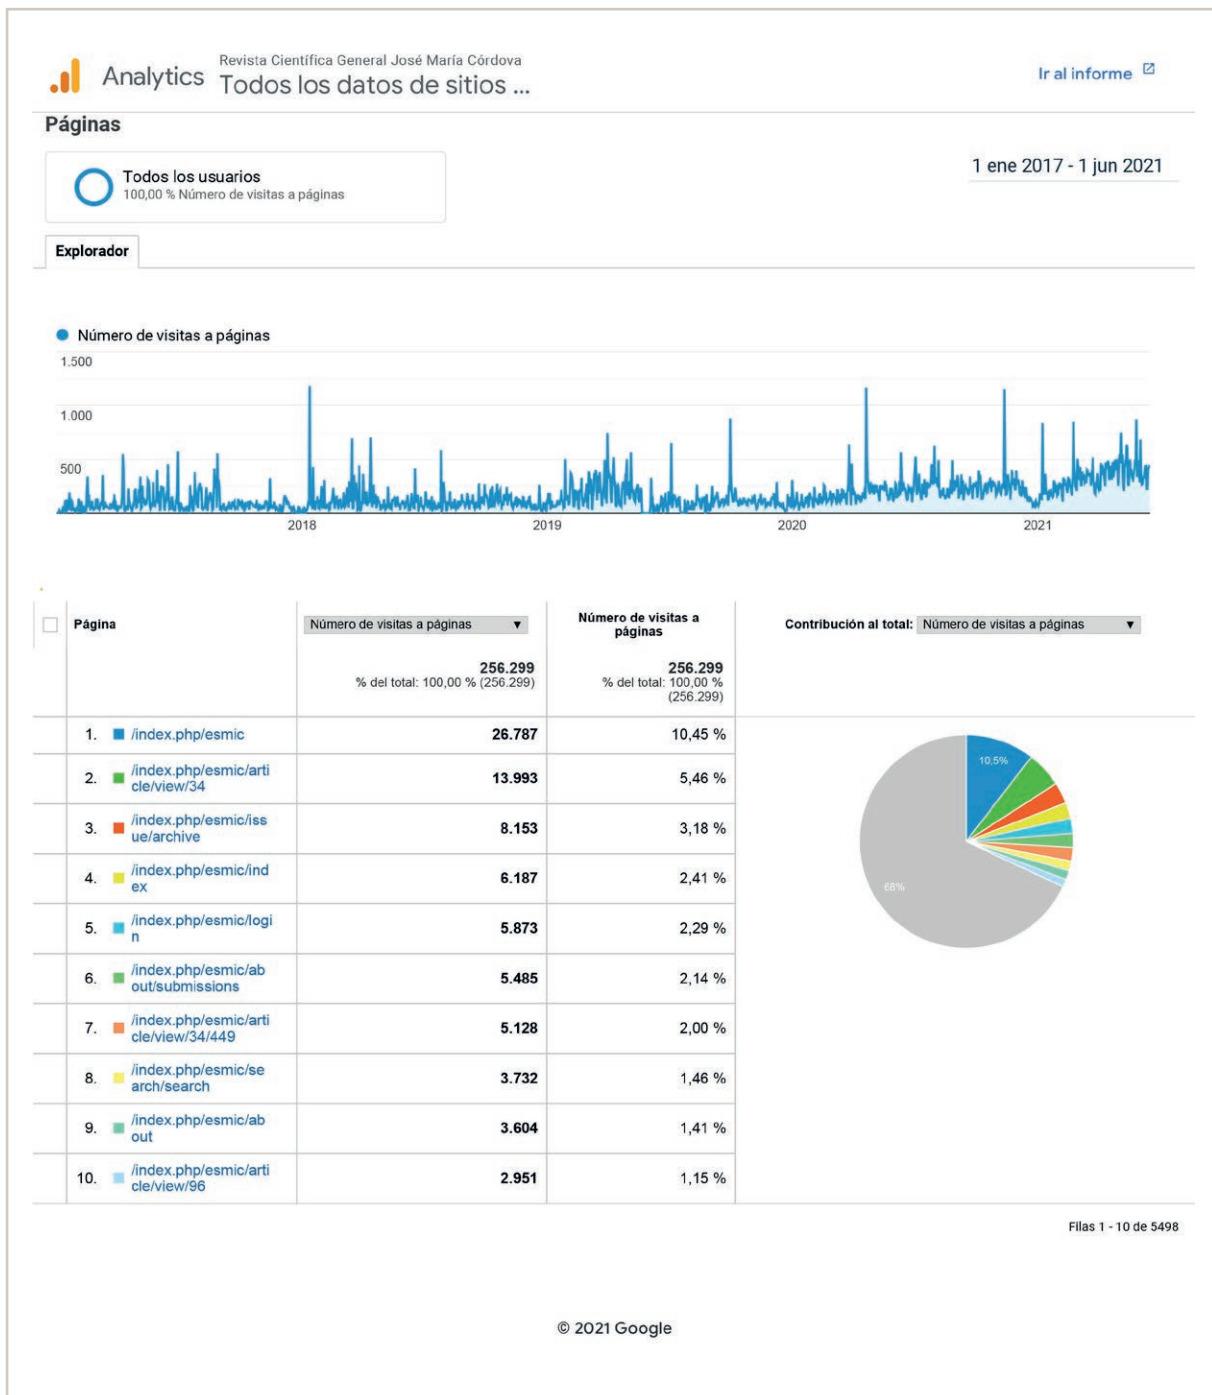 Analytics
Revista Científica General José María Córdova
Todos los datos de sitios ...
Ir al informe
Páginas
Todos los usuarios
100,00 % Número de visitas a páginas
1 ene 2017 - 1 jun 2021
Explorador
Número de visitas a páginas
1.500
1.000
500
2018
2019
2020
2021
Página
Número de visitas a páginas
Número de visitas a
páginas
Contribución al total: Número de visitas a páginas
256.299
% del total: 100,00 % (256.299)
256.299
% del total: 100,00 %
(256.299)
1. /index.php/esmic 26.787 10,45 %
2. /index.php/esmic/arti
cle/view/34
13.993 5,46 %
3. /index.php/esmic/iss
ue/archive
8.153 3,18 %
4. /index.php/esmic/ind
ex
6.187 2,41 %
5. /index.php/esmic/logi
n
5.873 2,29 %
6. /index.php/esmic/ab
out/submissions
5.485 2,14 %
7. /index.php/esmic/arti
cle/view/34/449
5.128 2,00 %
8. /index.php/esmic/se
arch/search
3.732 1,46 %
9. /index.php/esmic/ab
out
3.604 1,41 %
10. /index.php/esmic/arti
cle/view/96
2.951 1,15 %
10,5%
68%
Filas 1 - 10 de 5498
© 2021 Google